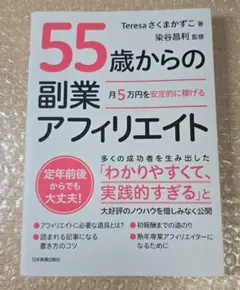 Teresaさくまかずこ 著
染谷昌利 監修
55歳からの
月5万円を安定的に稼げる
副業
アフィリエイト
定年前後
からでも
大丈夫！
多くの成功者を生み出した
「わかりやすくて、
実践的すぎる」と
大好評のノウハウを惜しみなく公開
●アフィリエイトに必要な道具とは？
●読まれる記事になる
書き方のコツ
●初報酬までの道のり
●熟年専業アフィリエイターに
なるために
日本実業出版社